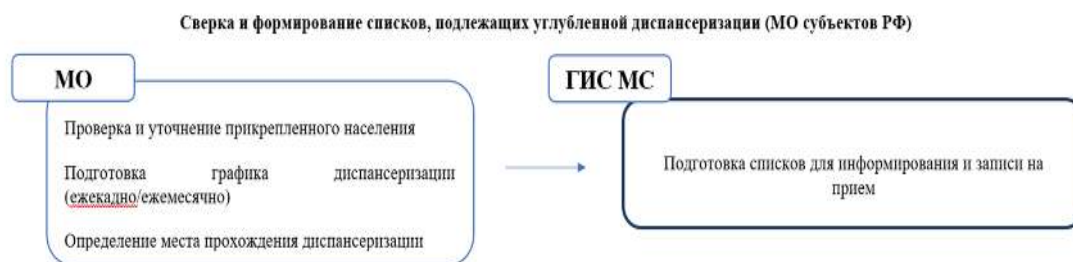 Сверка и формирование списков, подлежащих углубленной диспансеризации (МО субъектов РФ)
МО
Проверка и уточнение прикрепленного населения
Подготовка графика диспансеризации
(ежекадно/ежемесячно)
Определение места прохождения диспансеризации
ГИС МС
Подготовка списков для информирования и записи на
прием